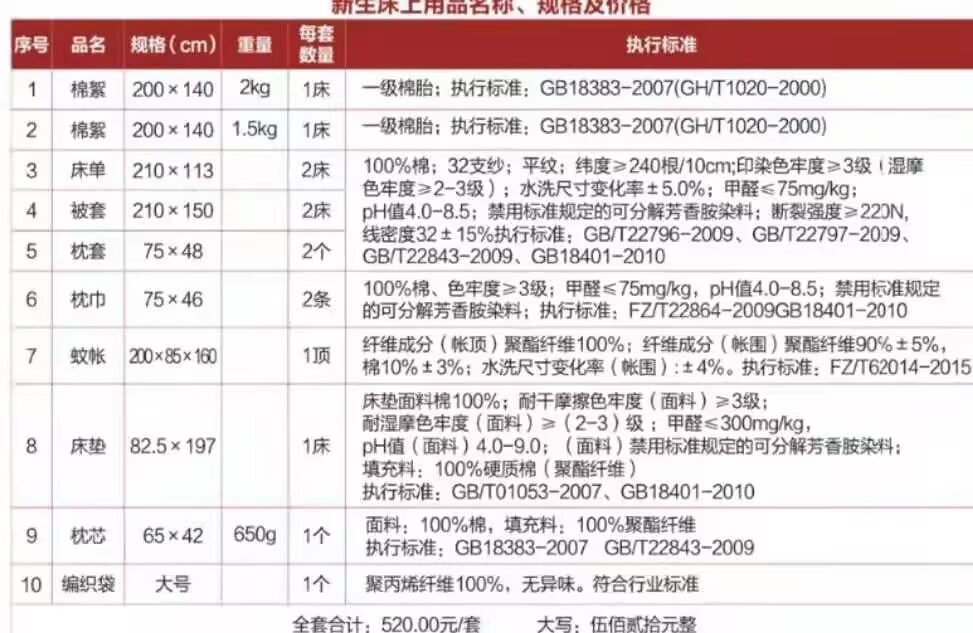 新生床上用品名称、规格及价格
序号 品名 规格(cm) 重量 每套数量 执行标准
1 棉絮 200×140 2kg 1床 一级棉胎；执行标准：GB18383-2007(GH/T1020-2000)
2 棉絮 200×140 1.5kg 1床 一级棉胎；执行标准：GB18383-2007(GH/T1020-2000)
3 床单 210×113 2床
4 被套 210×150 2床
5 枕套 75×48 2个
100%棉；32支纱；平纹；纬度≥240根/10cm;印染色牢度≥3级（湿摩
色牢度≥2-3级）；水洗尺寸变化率±5.0%；甲醛≤75mg/kg；
pH值4.0-8.5；禁用标准规定的可分解芳香胺染料；断裂强度≥220N，
线密度32±15%执行标准：GB/T22796-2009、GB/T22797-2009、
GB/T22843-2009、GB18401-2010
6 枕巾 75×46 2条
100%棉、色牢度≥3级；甲醛≤75mg/kg，pH值4.0-8.5；禁用标准规定
的可分解芳香胺染料；执行标准：FZ/T22864-2009GB18401-2010
7 蚊帐 200×85×160 1顶
纤维成分（帐顶）聚酯纤维100%；纤维成分（帐围）聚酯纤维90%±5%，
棉10%±3%；水洗尺寸变化率（帐围）:±4%。执行标准：FZ/T62014-2015
8 床垫 82.5×197 1床
床垫面料棉100%；耐干摩擦色牢度（面料）≥3级；
耐湿摩色牢度（面料）≥（2-3）级；甲醛≤300mg/kg，
pH值（面料）4.0-9.0；（面料）禁用标准规定的可分解芳香胺染料；
填充料：100%硬质棉（聚酯纤维）
执行标准：GB/T01053-2007、GB18401-2010
9 枕芯 65×42 650g 1个
面料：100%棉，填充料：100%聚酯纤维
执行标准：GB18383-2007 GB/T22843-2009
10 编织袋 大号 1个 聚丙烯纤维100%，无异味。符合行业标准
全套合计：520.00元/套 大写：伍佰贰拾元整